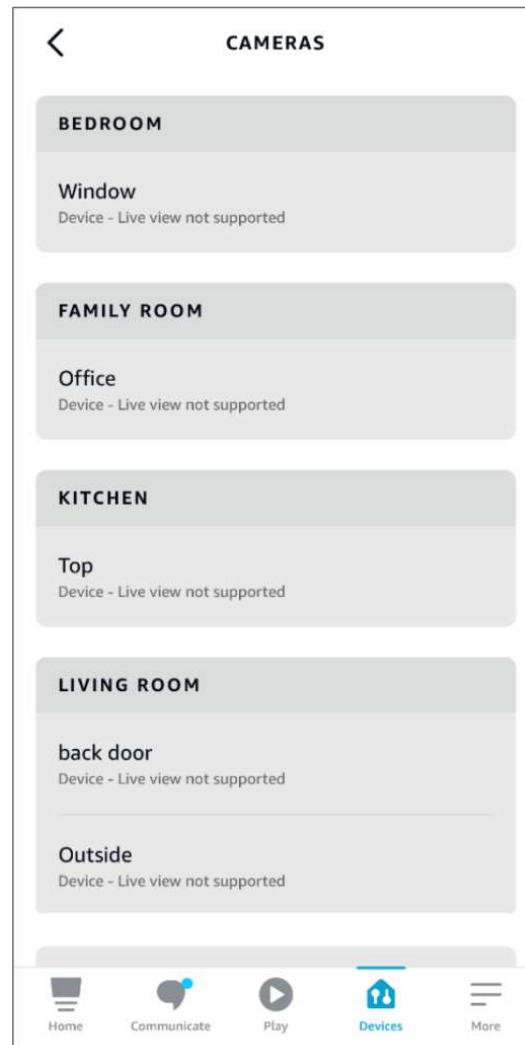 CAMERAS
BEDROOM
Window
Device - Live view not supported
FAMILY ROOM
Office
Device - Live view not supported
KITCHEN
Top
Device - Live view not supported
LIVING ROOM
back door
Device - Live view not supported
Outside
Device - Live view not supported
Home Communicate Play Devices More